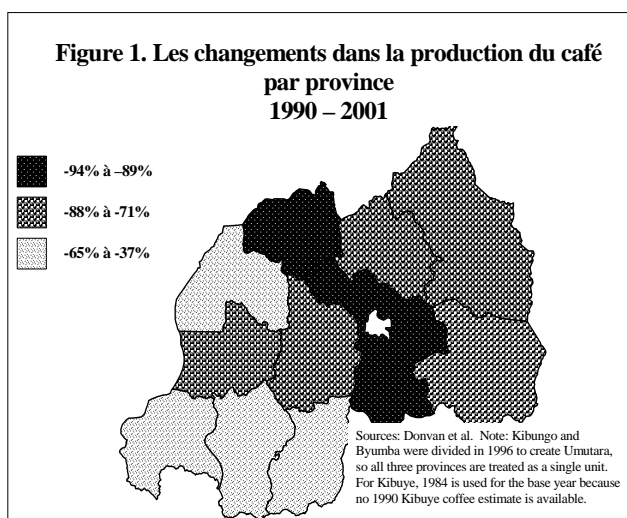 Figure 1. Les changements dans la production du café
par province
1990 – 2001
-94% à –89%
-88% à -71%
-65% à -37%
Sources: Donvan et al. Note: Kibungo and
Byumba were divided in 1996 to create Umutara,
so all three provinces are treated as a single unit.
For Kibuye, 1984 is used for the base year because
no 1990 Kibuye coffee estimate is available.